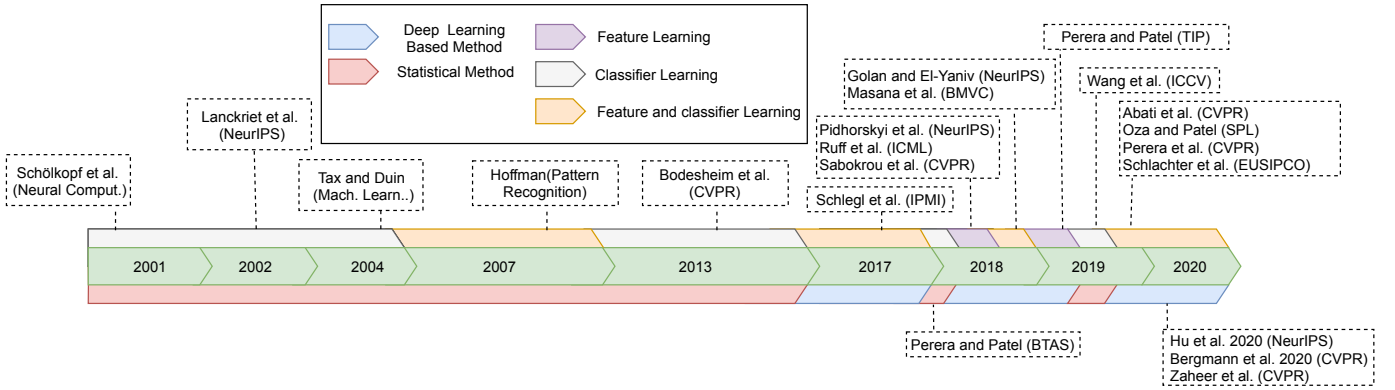 Deep Learning
Based Method
Statistical Method
Feature Learning
Classifier Learning
Feature and classifier Learning
Schölkopf et al.
(Neural Comput.)
Lanckriet et al.
(NeurIPS)
Tax and Duin
(Mach. Learn..)
Hoffman(Pattern
Recognition)
Bodesheim et al.
(CVPR)
Schlegl et al. (IPMI)
Pidhorskyi et al. (NeurIPS)
Ruff et al. (ICML)
Sabokrou et al. (CVPR)
Golan and El-Yaniv (NeurIPS)
Masana et al. (BMVC)
Perera and Patel (TIP)
Wang et al. (ICCV)
Abati et al. (CVPR)
Oza and Patel (SPL)
Perera et al. (CVPR)
Schlachter et al. (EUSIPCO)
2001
2002
2004
2007
2013
2017
2018
2019
2020
Perera and Patel (BTAS)
Hu et al. 2020 (NeurIPS)
Bergmann et al. 2020 (CVPR)
Zaheer et al. (CVPR)